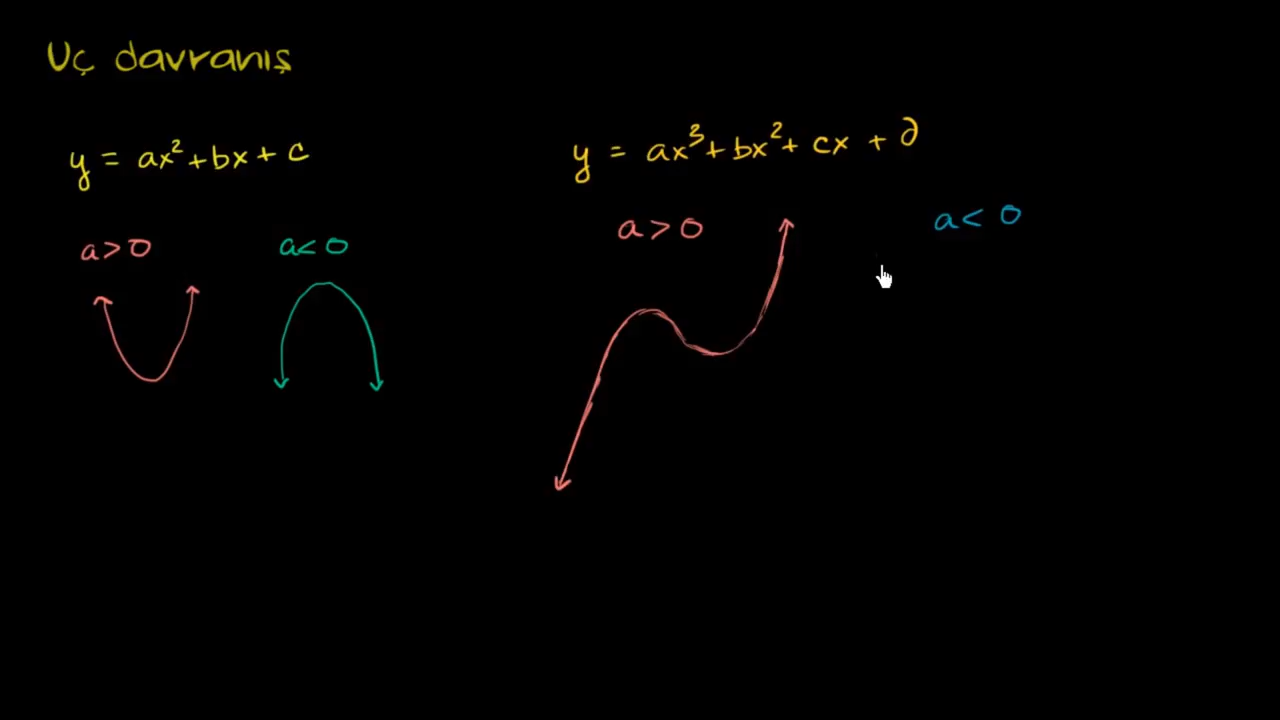 Uç davranış
y = ax² + bx + c
a > 0
a < 0
y = ax³ + bx² + cx + d
a > 0
a < 0